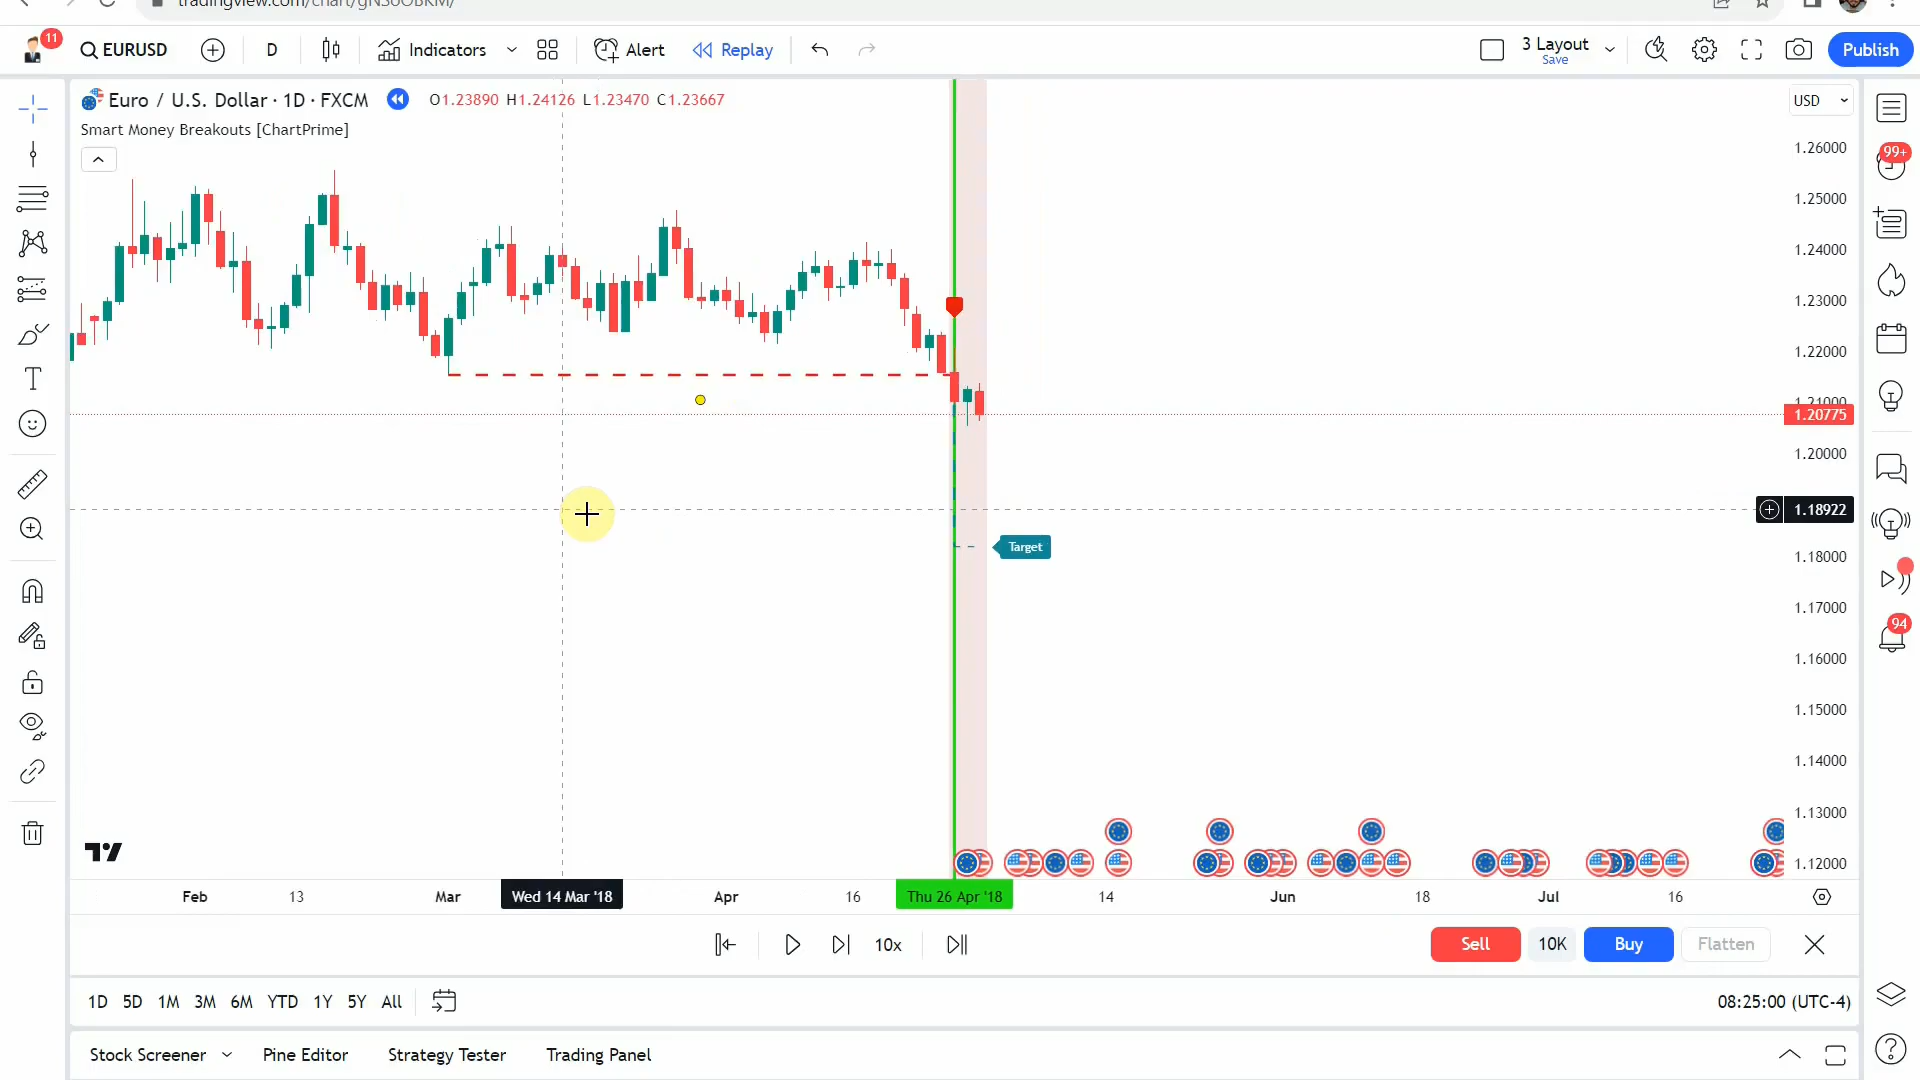 tradingview.com/chart/
11
EURUSD
D
Indicators
Alert
Replay
3 Layout
Save
Publish
Euro / U.S. Dollar · 1D · FXCM
O1.23890 H1.24126 L1.23470 C1.23667
USD
Smart Money Breakouts [ChartPrime]
99+
1.26000
1.25000
1.24000
1.23000
1.22000
1.21000
1.20775
1.20000
1.18922
Target
1.18000
1.17000
94
1.16000
1.15000
1.14000
1.13000
1.12000
Feb
13
Mar
Wed 14 Mar '18
Apr
16
Thu 26 Apr '18
14
Jun
18
Jul
16
10x
Sell
10K
Buy
Flatten
1D 5D 1M 3M 6M YTD 1Y 5Y All
08:25:00 (UTC-4)
Stock Screener
Pine Editor
Strategy Tester
Trading Panel